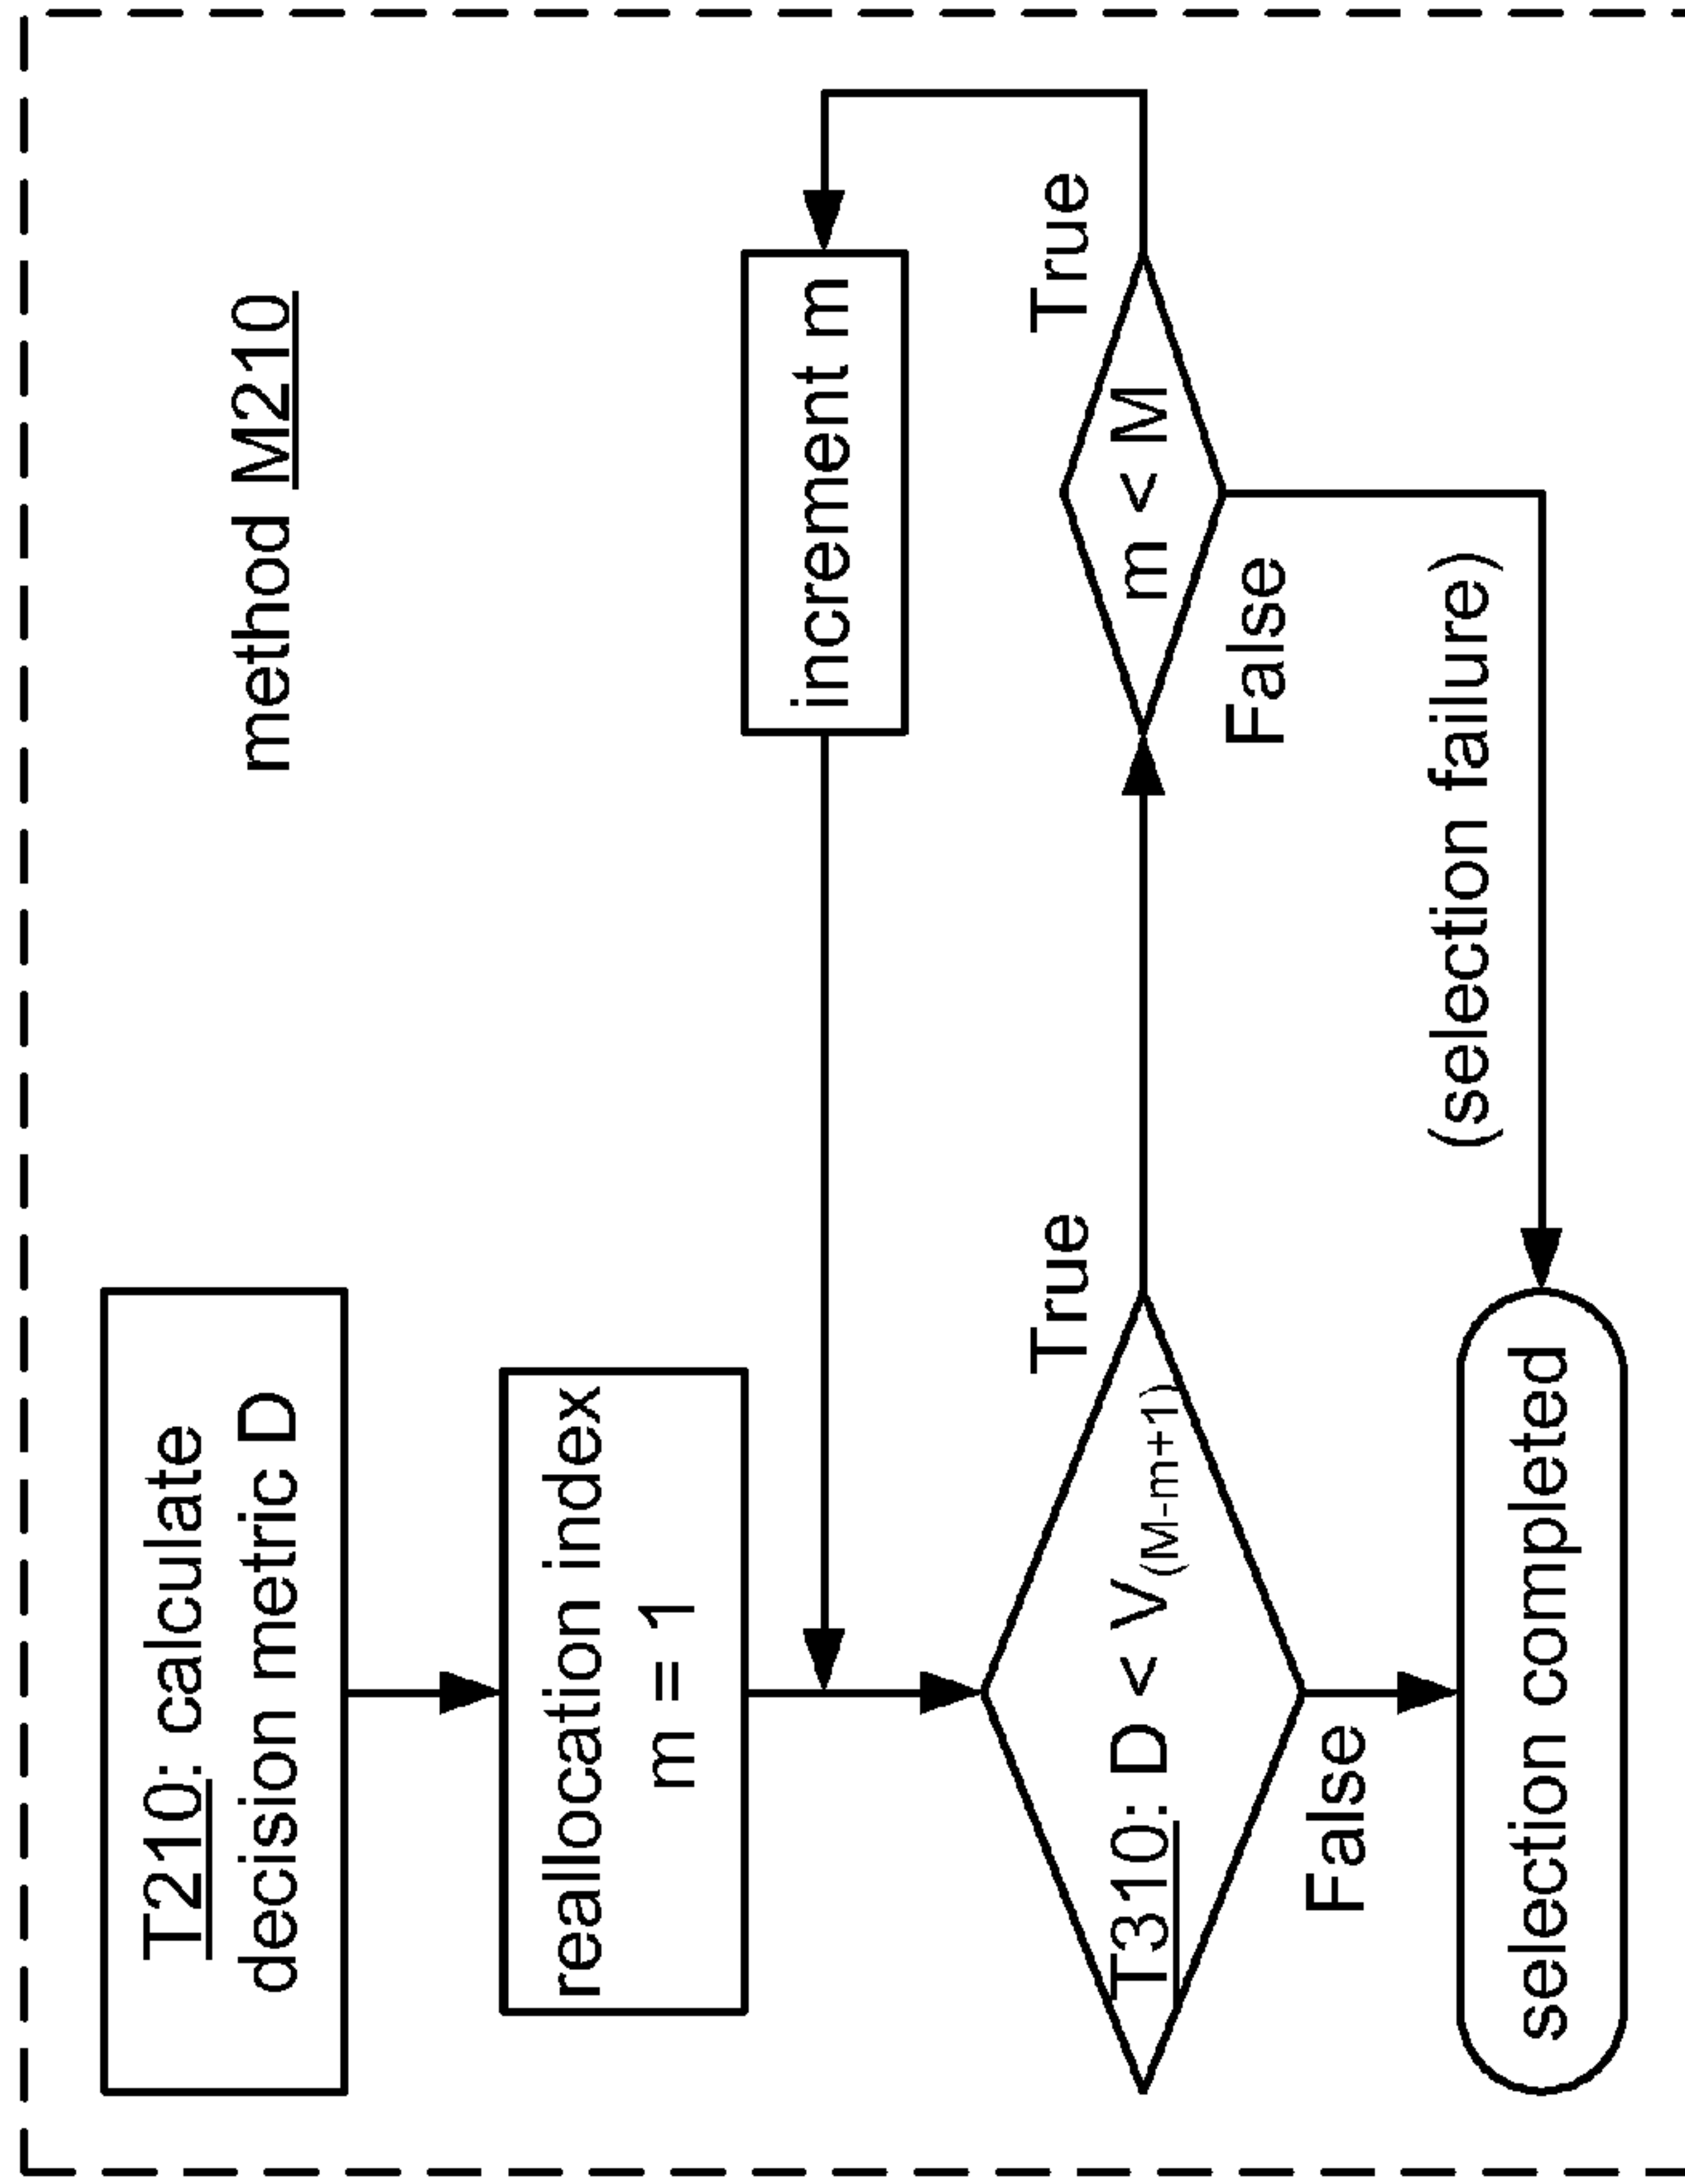 method M210
T210: calculate
decision metric D
reallocation index
m = 1
increment m
T310: D < V(M-m+1)
True
m < M
True
False
False
(selection failure)
selection completed